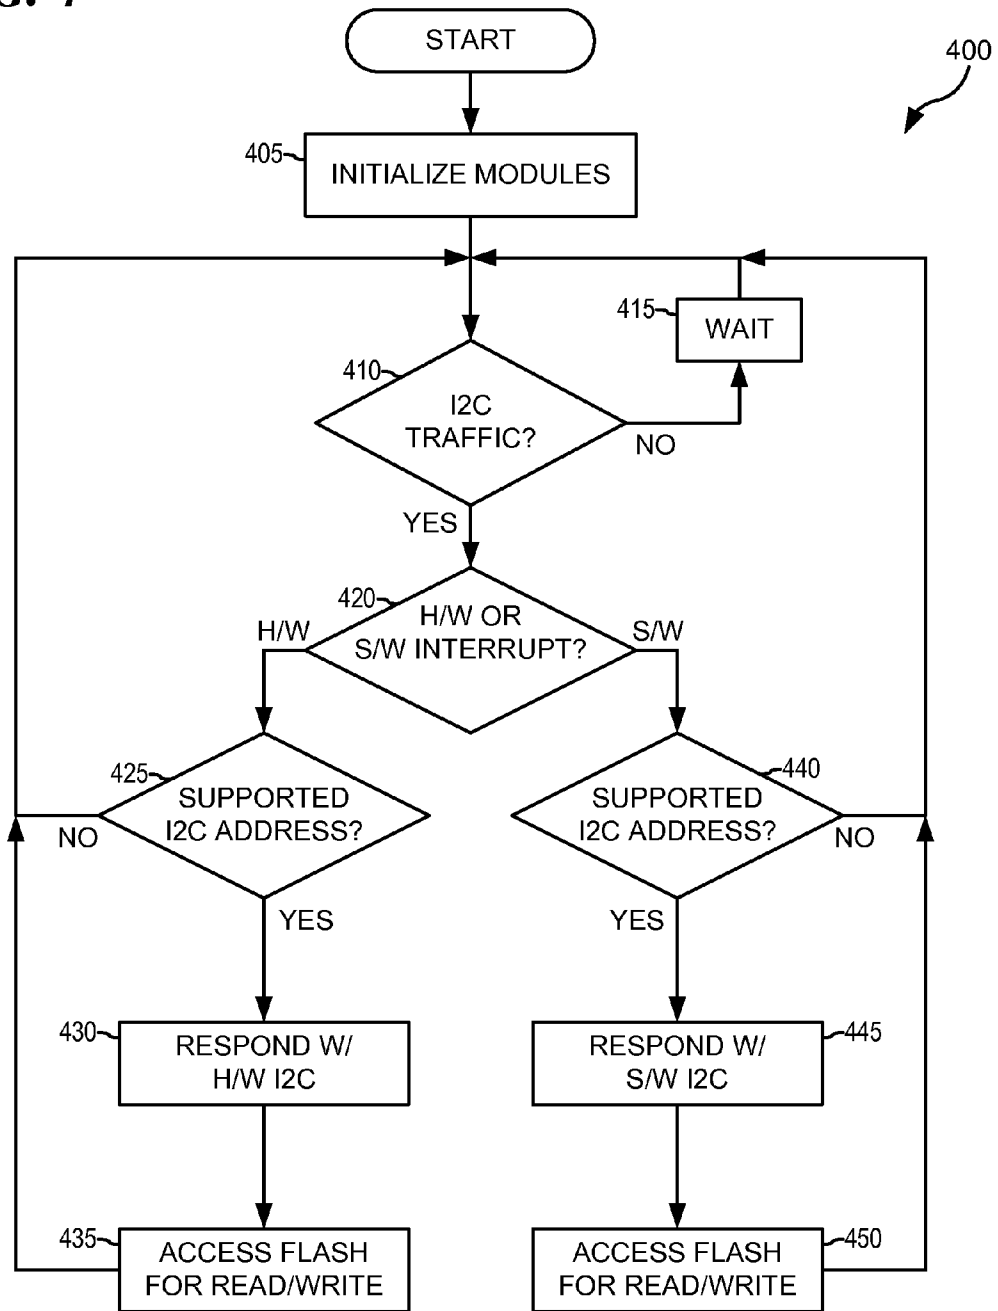 START
400
405
INITIALIZE MODULES
415
WAIT
410
I2C
TRAFFIC?
NO
YES
420
H/W OR
S/W INTERRUPT?
H/W
S/W
425
SUPPORTED
I2C ADDRESS?
NO
YES
440
SUPPORTED
I2C ADDRESS?
NO
YES
430
RESPOND W/
H/W I2C
445
RESPOND W/
S/W I2C
435
ACCESS FLASH
FOR READ/WRITE
450
ACCESS FLASH
FOR READ/WRITE